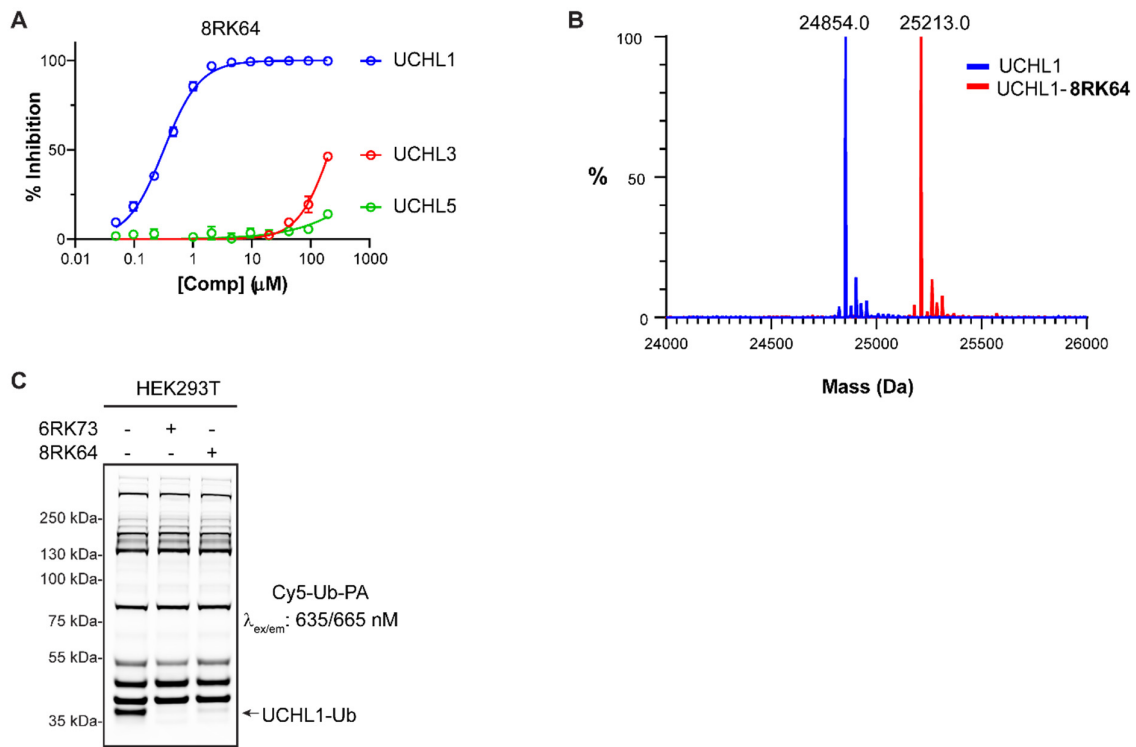 A
8RK64
% Inhibition
100
50
0
0.01 0.1 1 10 100 1000
[Comp] (μM)
UCHL1
UCHL3
UCHL5
B
24854.0 25213.0
100
50
0
%
UCHL1
UCHL1-8RK64
24000 24500 25000 25500 26000
Mass (Da)
C
HEK293T
6RK73 - + -
8RK64 - - +
250 kDa-
130 kDa-
100 kDa-
75 kDa-
55 kDa-
35 kDa-
Cy5-Ub-PA
λex/em: 635/665 nM
←UCHL1-Ub